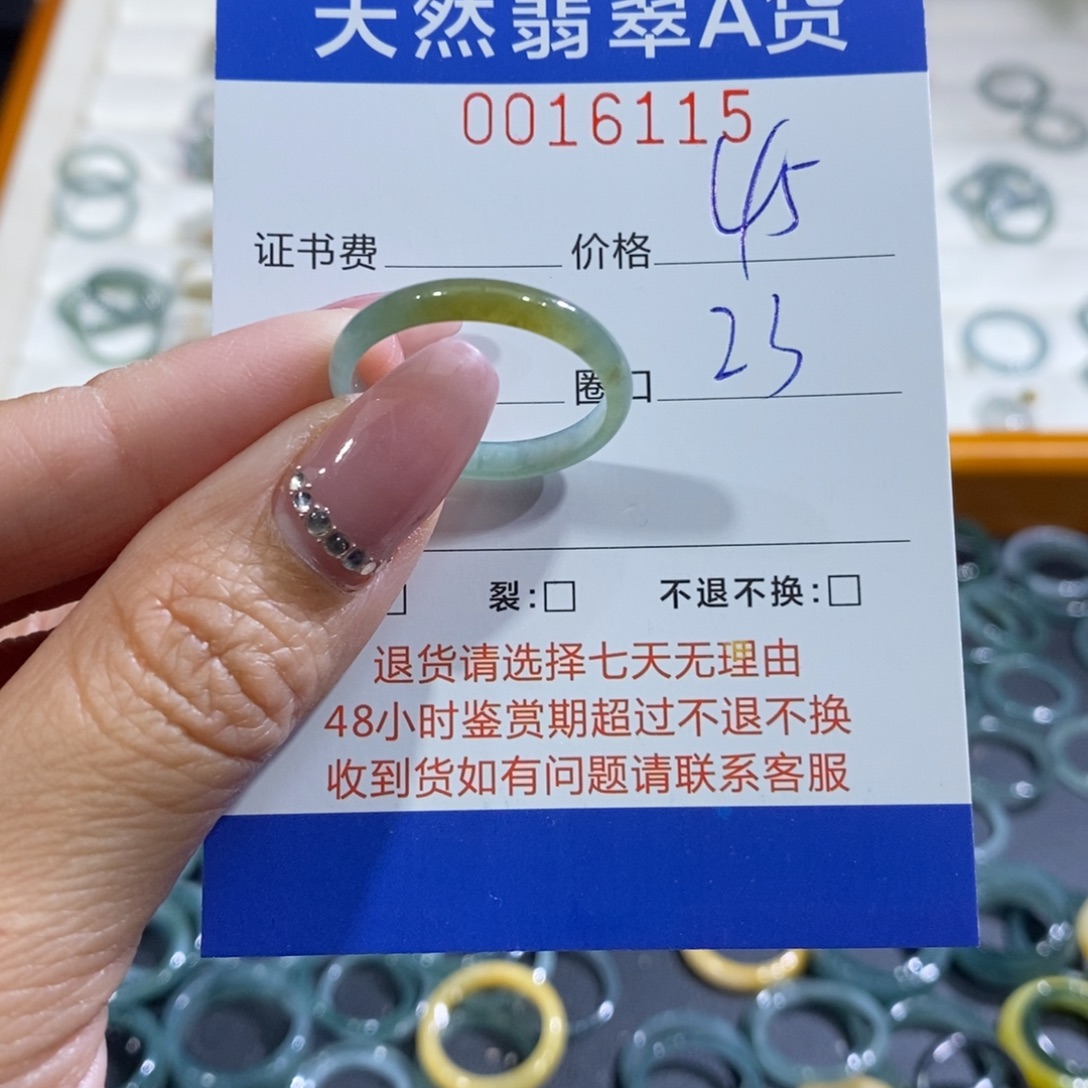 天然翡翠A货
0016115
证书费 价格 45
圈口 23
裂:□ 不退不换:□
退货请选择七天无理由
48小时鉴赏期超过不退不换
收到货如有问题请联系客服